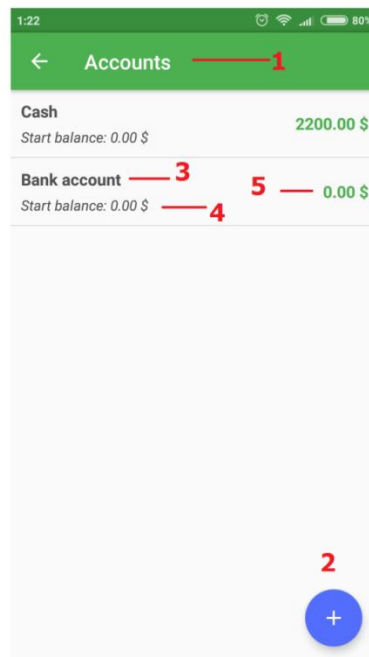 1:22 80%
← Accounts 1
Cash
2200.00 $
Start balance: 0.00 $
Bank account 3
5 0.00 $
Start balance: 0.00 $ 4
2
+